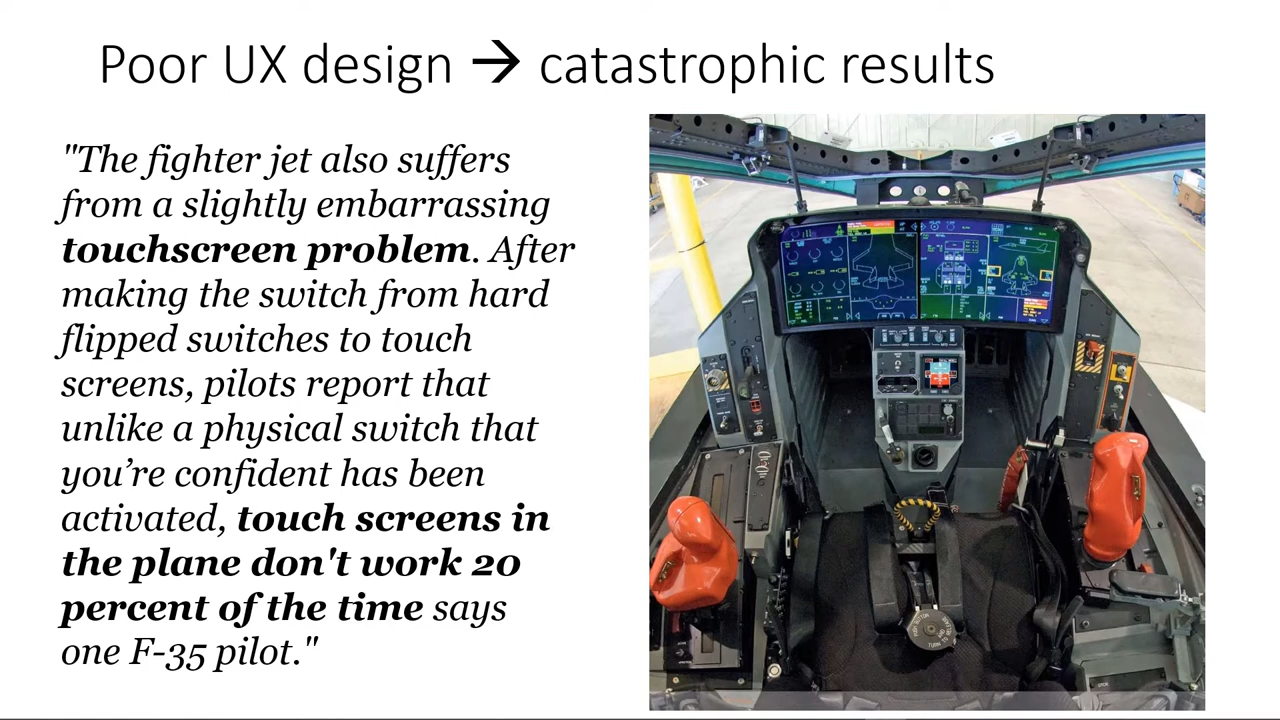 Poor UX design → catastrophic results
"The fighter jet also suffers
from a slightly embarrassing
touchscreen problem. After
making the switch from hard
flipped switches to touch
screens, pilots report that
unlike a physical switch that
you’re confident has been
activated, touch screens in
the plane don't work 20
percent of the time says
one F-35 pilot."